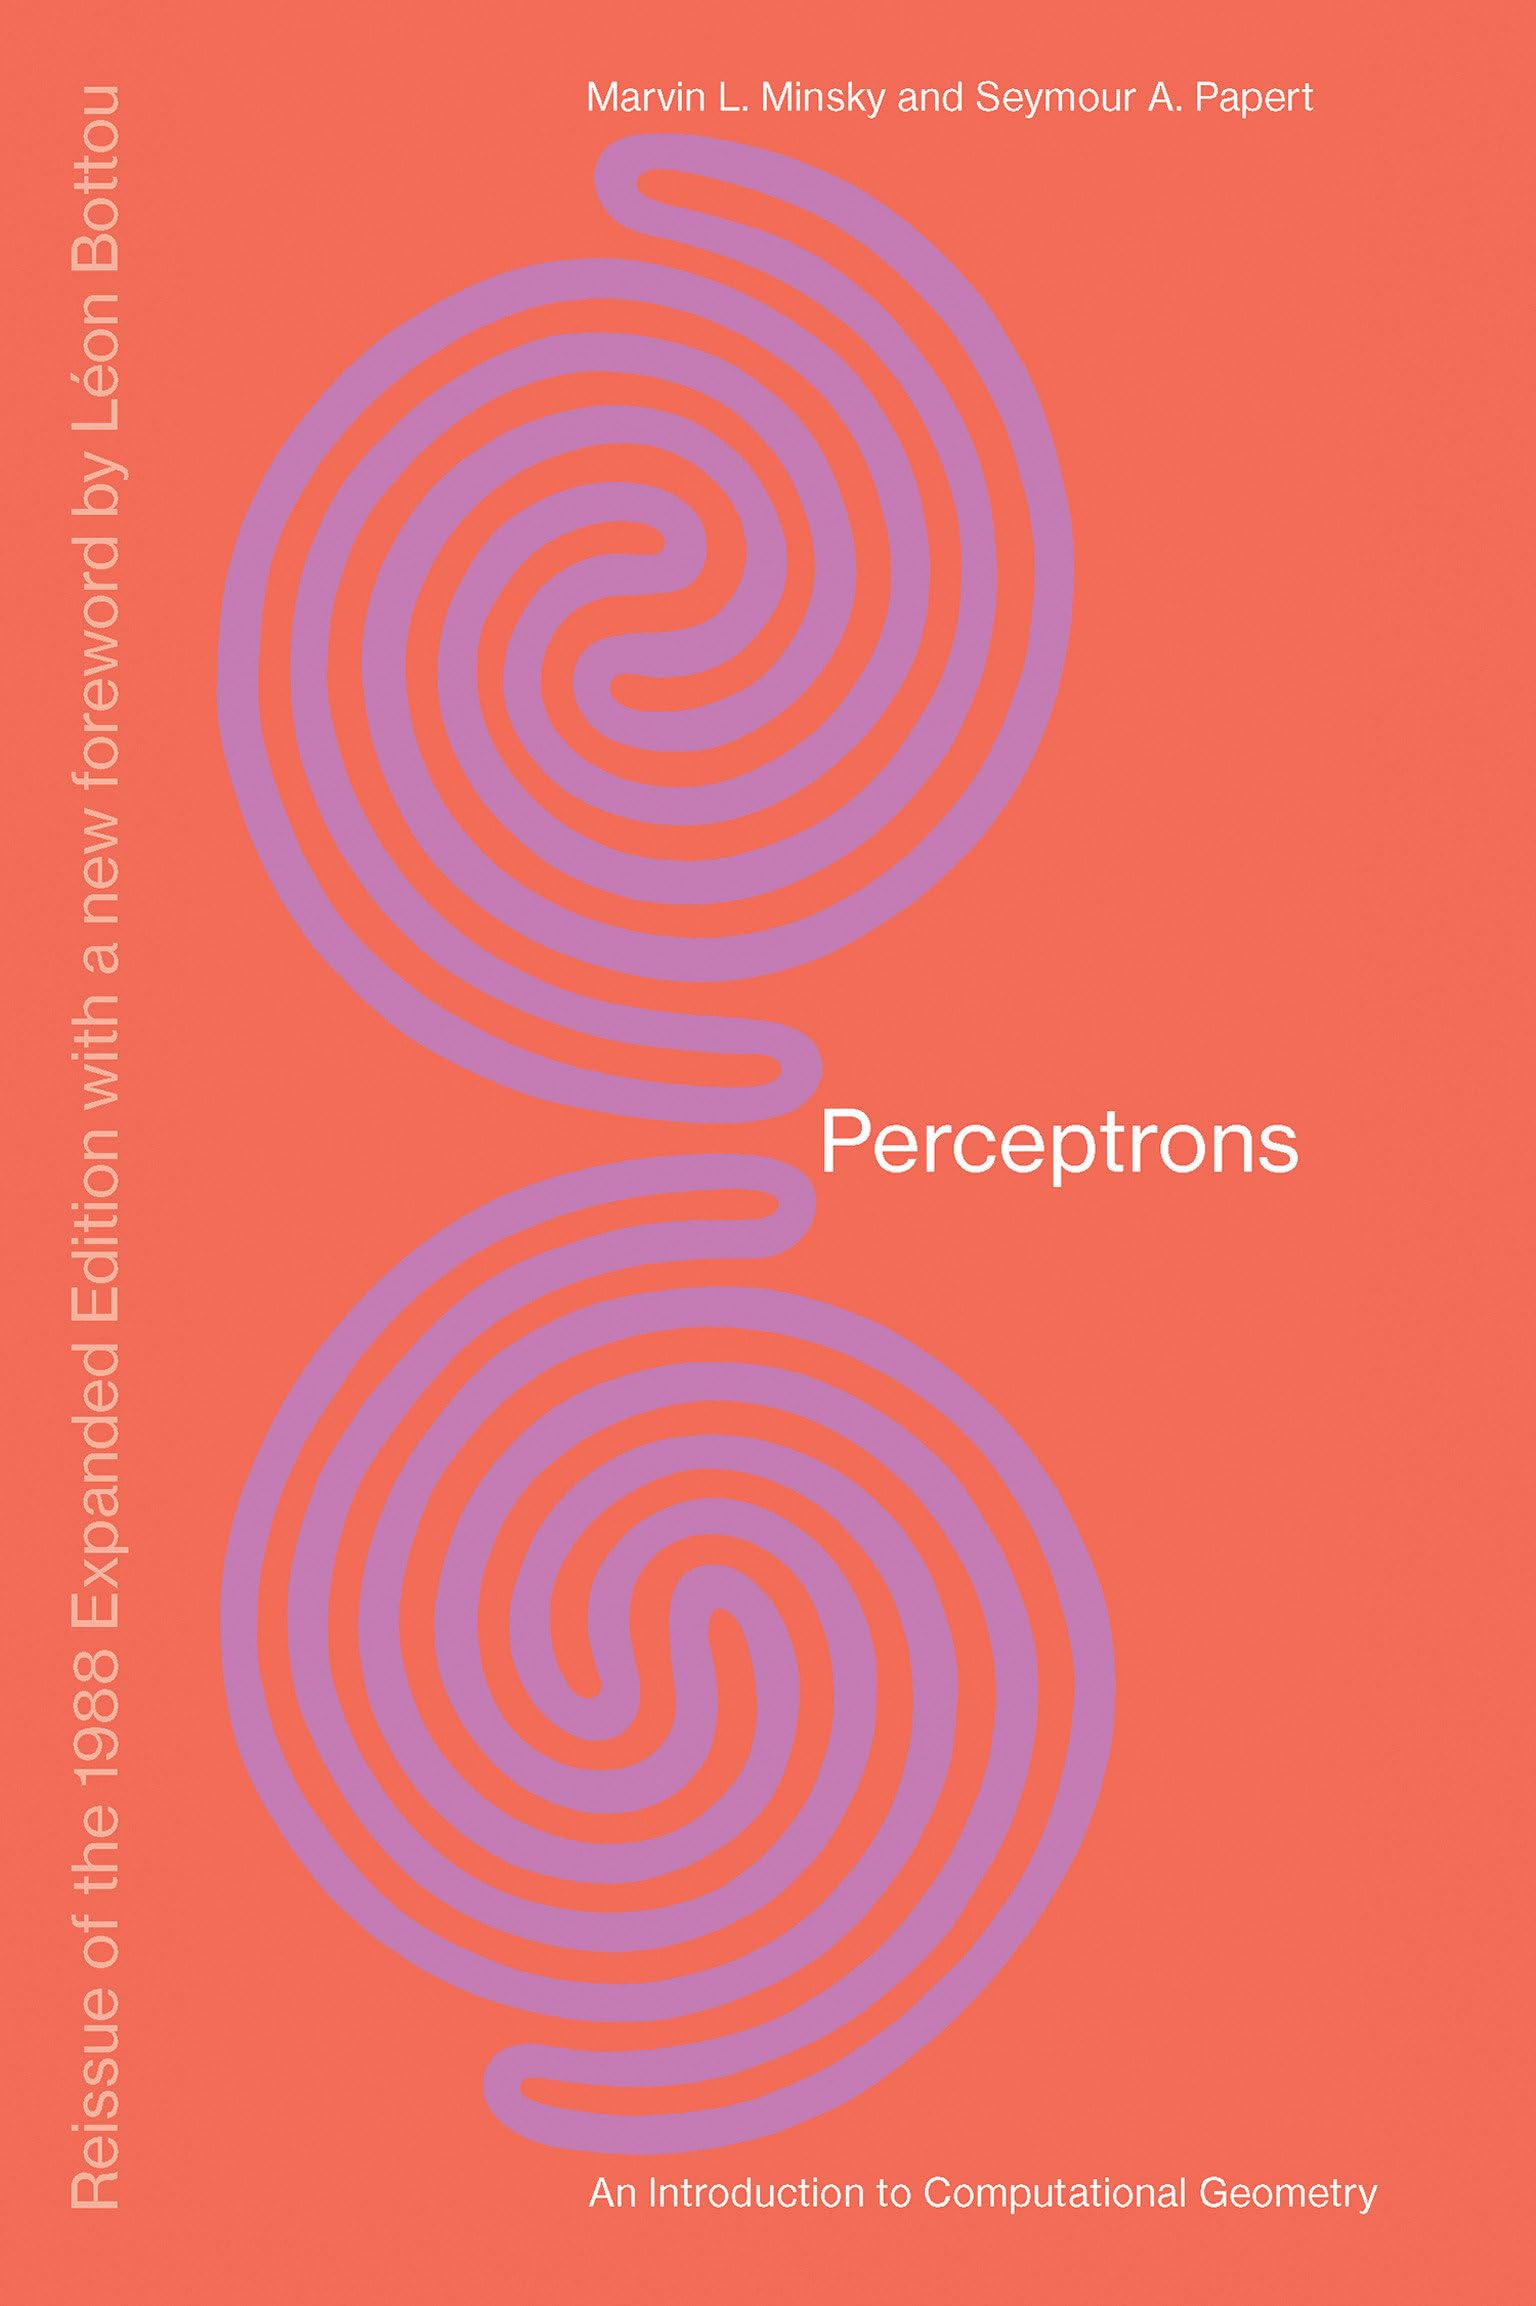 Marvin L. Minsky and Seymour A. Papert
Reissue of the 1988 Expanded Edition with a new foreword by Léon Bottou
Perceptrons
An Introduction to Computational Geometry